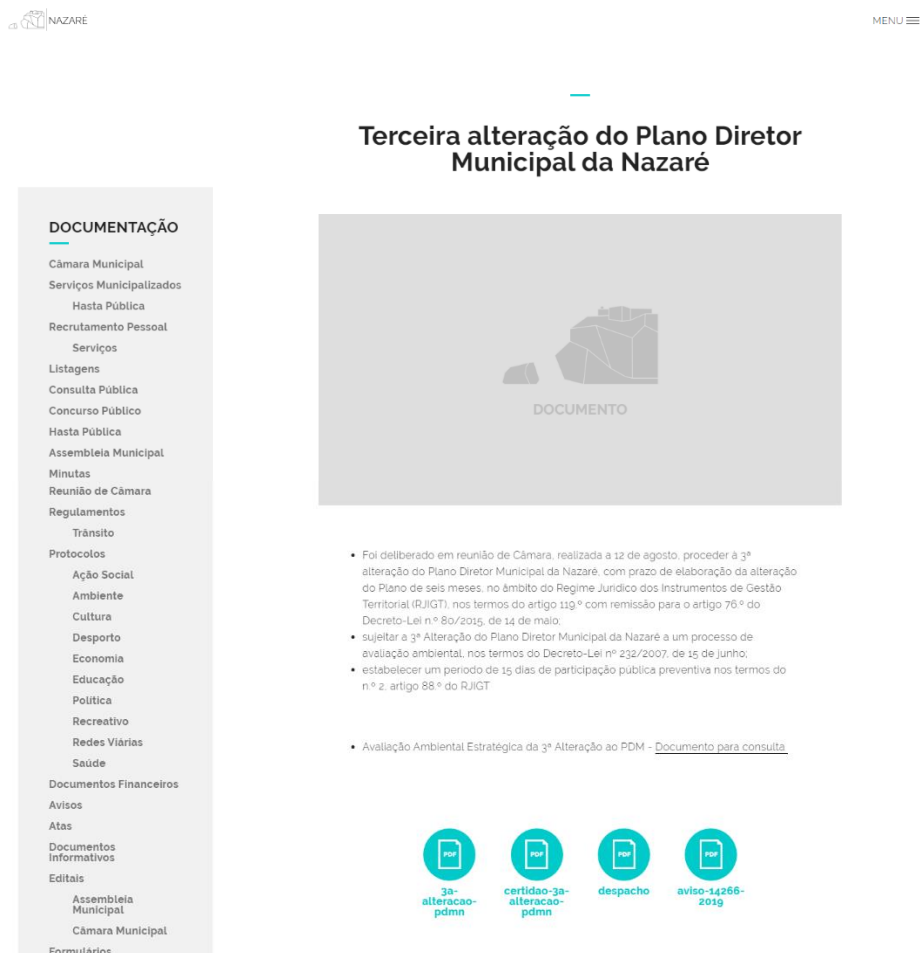 NAZARÉ
MENU
Terceira alteração do Plano Diretor
Municipal da Nazaré
DOCUMENTAÇÃO
Câmara Municipal
Serviços Municipalizados
Hasta Pública
Recrutamento Pessoal
Serviços
Listagens
Consulta Pública
Concurso Público
Hasta Pública
Assembleia Municipal
Minutas
Reunião de Câmara
Regulamentos
Trânsito
Protocolos
Ação Social
Ambiente
Cultura
Desporto
Economia
Educação
Política
Recreativo
Redes Viárias
Saúde
Documentos Financeiros
Avisos
Atas
Documentos
Informativos
Editais
Assembleia
Municipal
Câmara Municipal
Formulários
DOCUMENTO
• Foi deliberado em reunião de Câmara, realizada a 12 de agosto, proceder à 3ª
alteração do Plano Diretor Municipal da Nazaré, com prazo de elaboração da alteração
do Plano de seis meses, no âmbito do Regime Jurídico dos Instrumentos de Gestão
Territorial (RJIGT), nos termos do artigo 119.º com remissão para o artigo 76.º do
Decreto-Lei n.º 80/2015, de 14 de maio;
• sujeitar a 3ª Alteração do Plano Diretor Municipal da Nazaré a um processo de
avaliação ambiental, nos termos do Decreto-Lei nº 232/2007, de 15 de junho;
• estabelecer um período de 15 dias de participação pública preventiva nos termos do
n.º 2, artigo 88.º do RJIGT
• Avaliação Ambiental Estratégica da 3ª Alteração ao PDM - Documento para consulta
PDF
3a-
alteracao-
pdmn
PDF
certidao-3a-
alteracao-
pdmn
PDF
despacho
PDF
aviso-14266-
2019